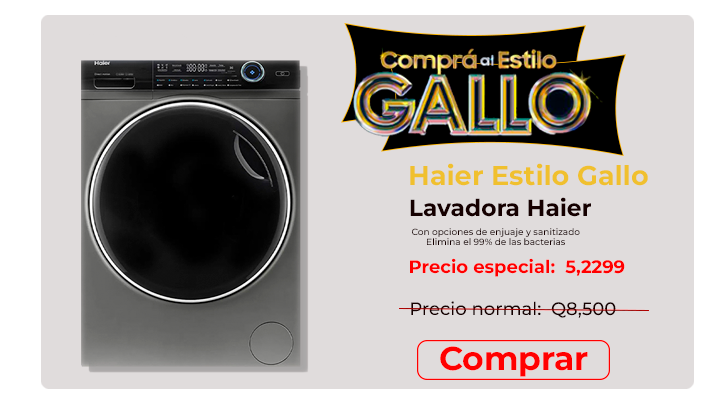 Haier
Comprá al Estilo
GALLO
Haier Estilo Gallo
Lavadora Haier
Con opciones de enjuaje y sanitizado
Elimina el 99% de las bacterias
Precio especial: 5,2299
Precio normal: Q8,500
Comprar